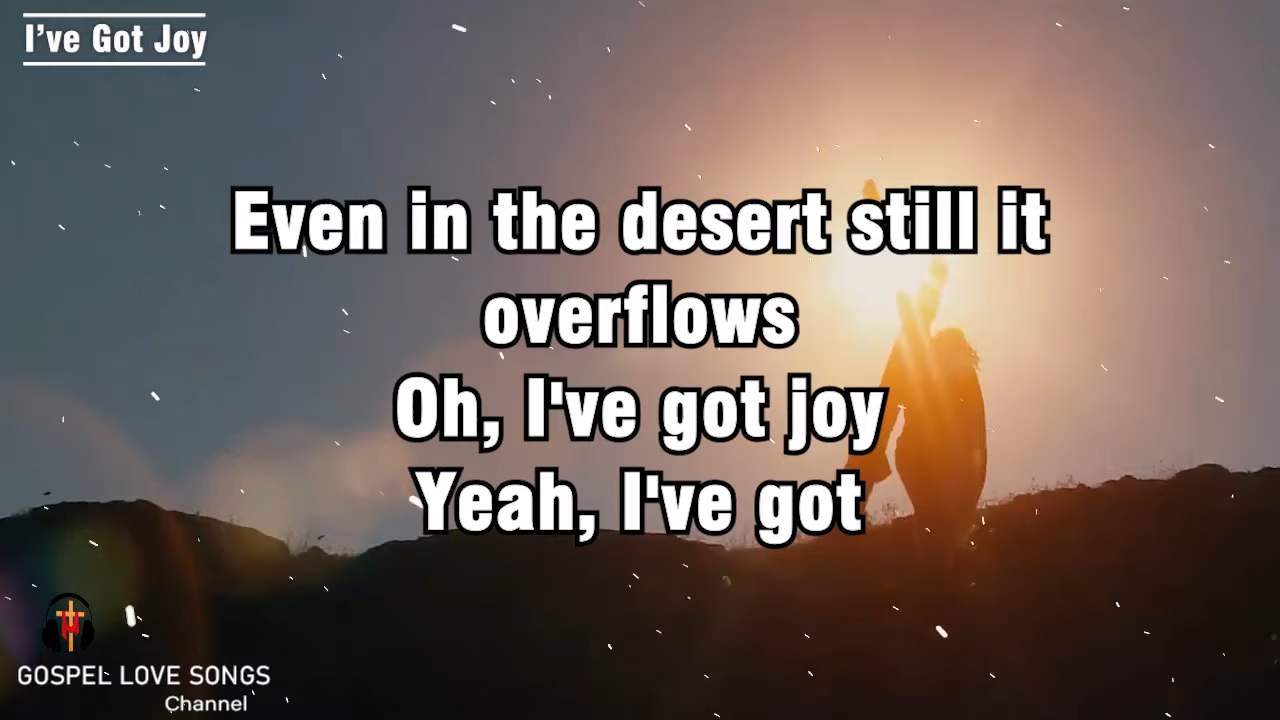 I’ve Got Joy
Even in the desert still it
overflows
Oh, I've got joy
Yeah, I've got
GOSPEL LOVE SONGS
Channel